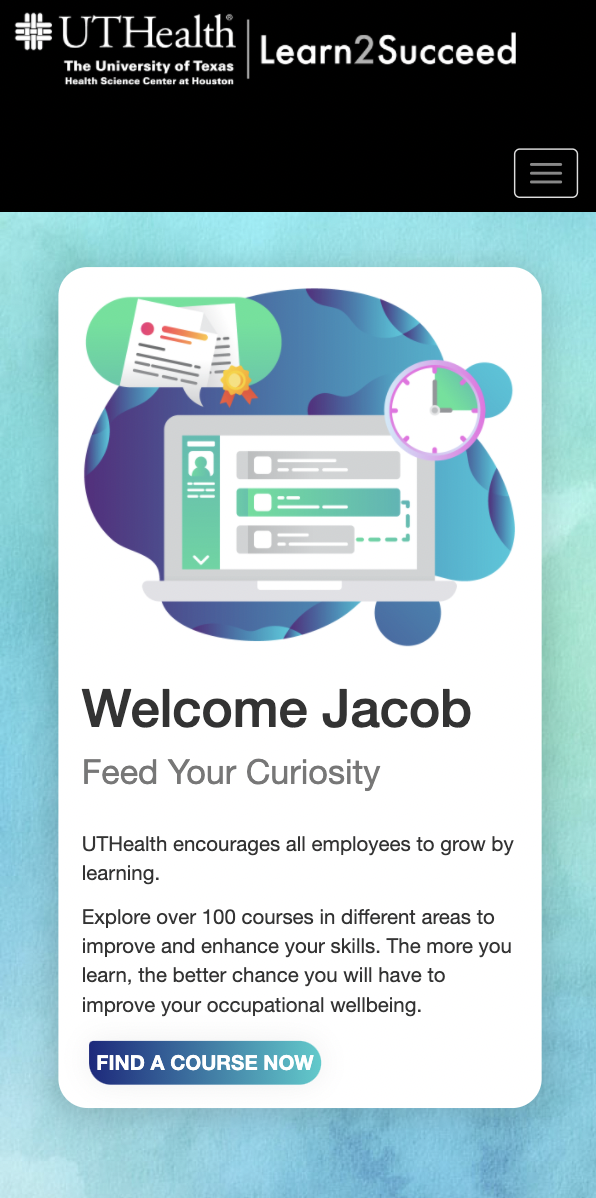 UTHealth®
The University of Texas
Health Science Center at Houston
Learn2Succeed
Welcome Jacob
Feed Your Curiosity
UTHealth encourages all employees to grow by
learning.
Explore over 100 courses in different areas to
improve and enhance your skills. The more you
learn, the better chance you will have to
improve your occupational wellbeing.
FIND A COURSE NOW